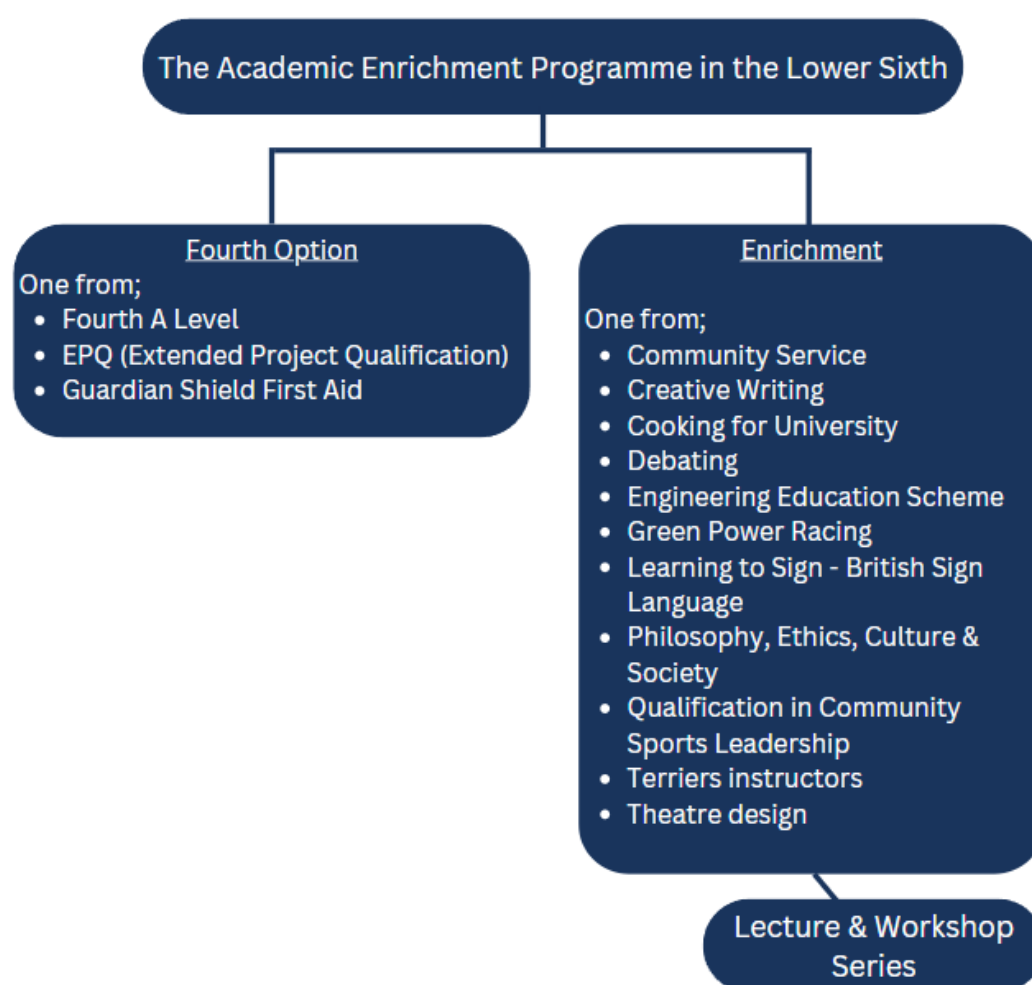 The Academic Enrichment Programme in the Lower Sixth
Fourth Option
One from;
• Fourth A Level
• EPQ (Extended Project Qualification)
• Guardian Shield First Aid
Enrichment
One from;
• Community Service
• Creative Writing
• Cooking for University
• Debating
• Engineering Education Scheme
• Green Power Racing
• Learning to Sign - British Sign
Language
• Philosophy, Ethics, Culture &
Society
• Qualification in Community
Sports Leadership
• Terriers instructors
• Theatre design
Lecture & Workshop
Series